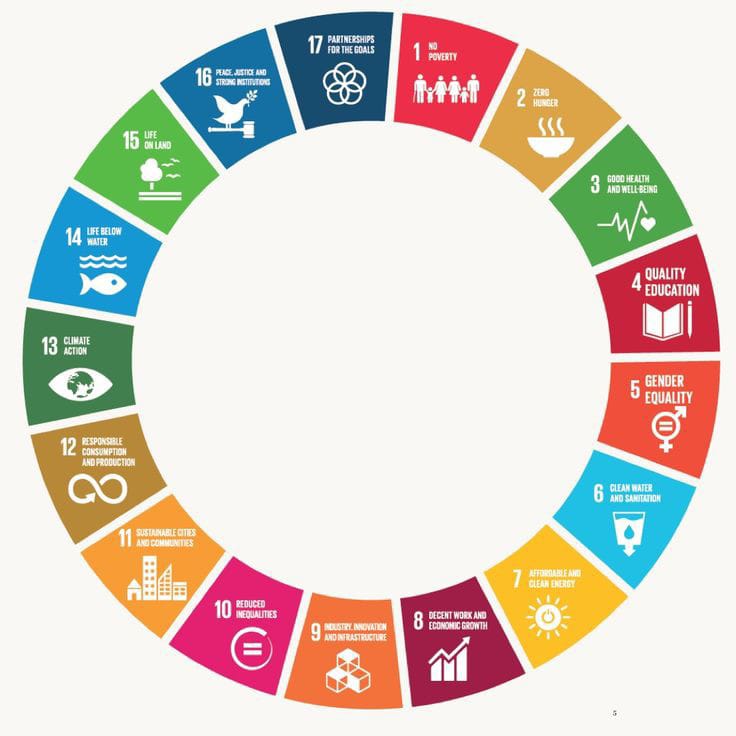 1 NO
POVERTY
2 ZERO
HUNGER
3 GOOD HEALTH
AND WELL-BEING
4 QUALITY
EDUCATION
5 GENDER
EQUALITY
6 CLEAN WATER
AND SANITATION
7 AFFORDABLE AND
CLEAN ENERGY
8 DECENT WORK AND
ECONOMIC GROWTH
9 INDUSTRY, INNOVATION
AND INFRASTRUCTURE
10 REDUCED
INEQUALITIES
11 SUSTAINABLE CITIES
AND COMMUNITIES
12 RESPONSIBLE
CONSUMPTION
AND PRODUCTION
13 CLIMATE
ACTION
14 LIFE BELOW
WATER
15 LIFE
ON LAND
16 PEACE, JUSTICE AND
STRONG INSTITUTIONS
17 PARTNERSHIPS
FOR THE GOALS
5